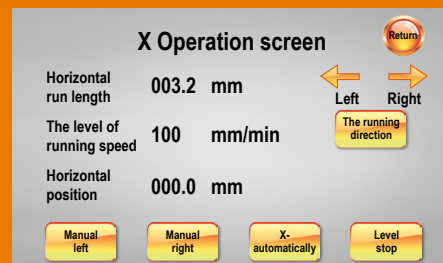 X Operation screen
Return
Horizontal
run length
003.2 mm
Left Right
The level of
running speed
100 mm/min
The running
direction
Horizontal
position
000.0 mm
Manual
left
Manual
right
X-
automatically
Level
stop